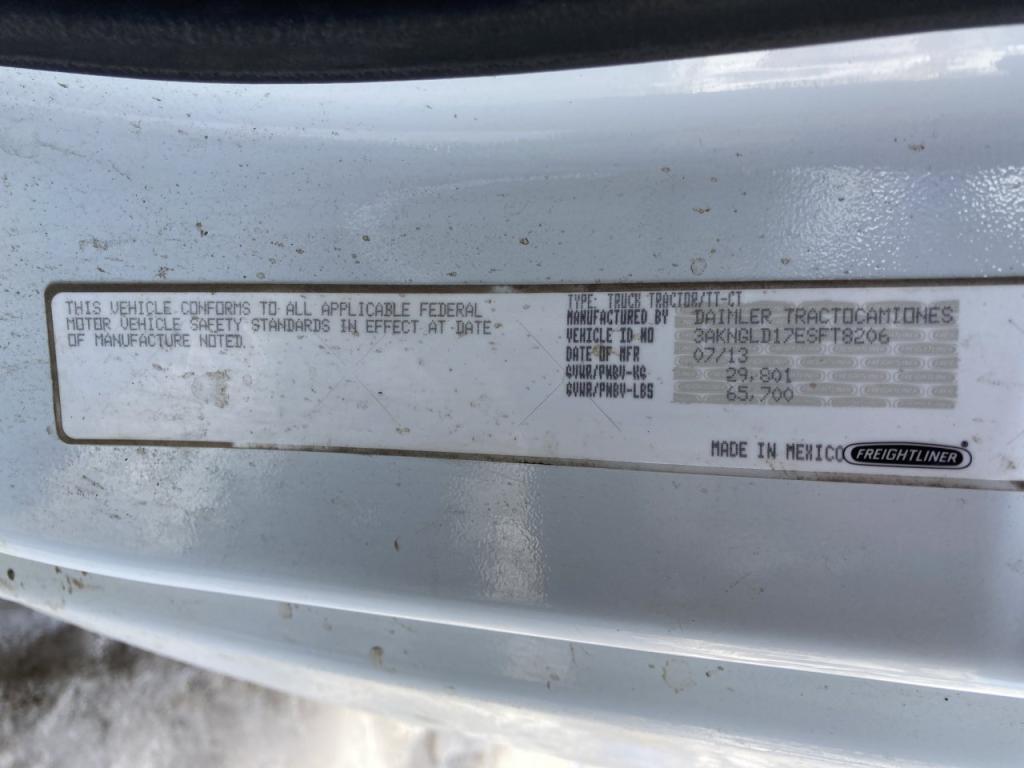 THIS VEHICLE CONFORMS TO ALL APPLICABLE FEDERAL
MOTOR VEHICLE SAFETY STANDARDS IN EFFECT AT DATE
OF MANUFACTURE NOTED.
TYPE: TRUCK TRACTOR/TT-CT
MANUFACTURED BY DAIMLER TRACTOCAMIONES
VEHICLE ID NO 3AKNGLD17ESFT8206
DATE OF MFR 07/13
GVWR/PNBV-KG 29,801
GVWR/PNBV-LBS 65,700
MADE IN MEXICO FREIGHTLINER